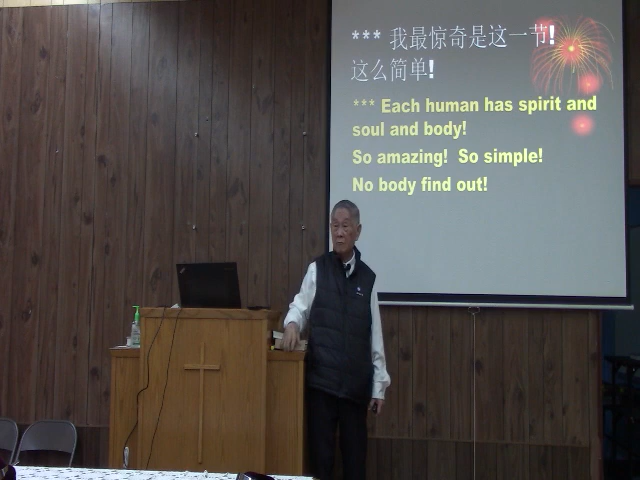 *** 我最惊奇是这一节!
这么简单!
*** Each human has spirit and
soul and body!
So amazing! So simple!
No body find out!